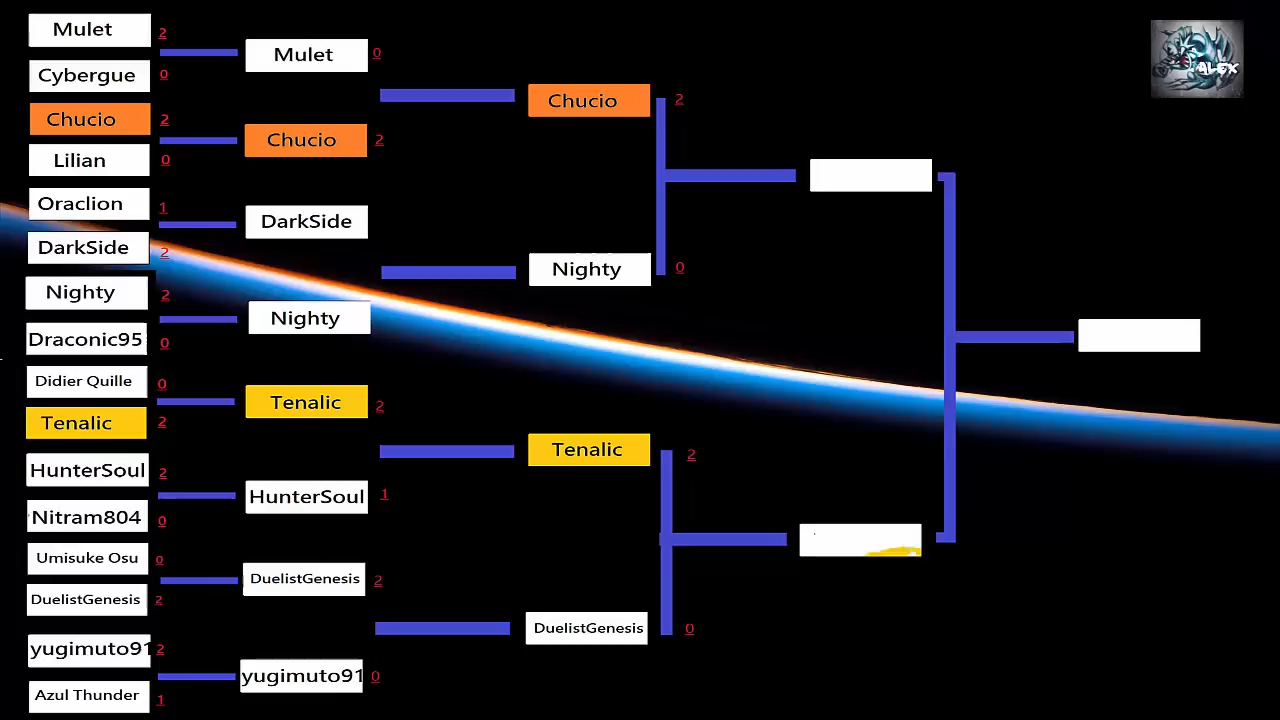 Mulet 2
Cybergue 0
Chucio 2
Lilian 0
Oraclion 1
DarkSide 2
Nighty 2
Draconic95 0
Didier Quille 0
Tenalic 2
HunterSoul 2
Nitram804 0
Umisuke Osu 0
DuelistGenesis 2
yugimuto91 2
Azul Thunder 1
Mulet 0
Chucio 2
DarkSide
Nighty
Tenalic 2
HunterSoul 1
DuelistGenesis 2
yugimuto91 0
Chucio 2
Nighty 0
Tenalic 2
DuelistGenesis 0
ALEX